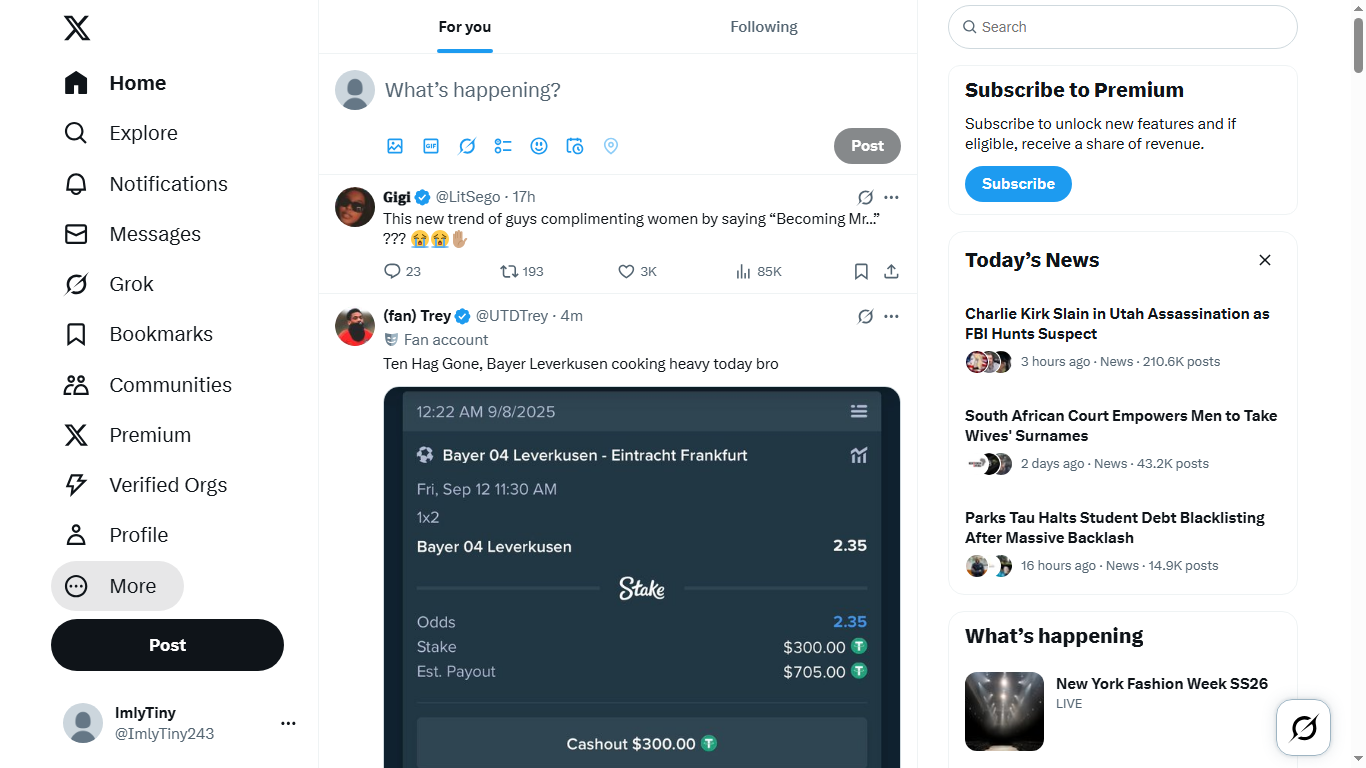 Home
Explore
Notifications
Messages
Grok
Bookmarks
Communities
Premium
Verified Orgs
Profile
More
Post
ImlyTiny
@ImlyTiny243
For you
Following
What’s happening?
GIF
Post
Gigi @LitSego · 17h
This new trend of guys complimenting women by saying “Becoming Mr...”
??? 😭😭✋🏽
23 193 3K 85K
(fan) Trey @UTDTrey · 4m
Fan account
Ten Hag Gone, Bayer Leverkusen cooking heavy today bro
12:22 AM 9/8/2025
Bayer 04 Leverkusen - Eintracht Frankfurt
Fri, Sep 12 11:30 AM
1x2
Bayer 04 Leverkusen 2.35
Stake
Odds 2.35
Stake $300.00
Est. Payout $705.00
Cashout $300.00
Search
Subscribe to Premium
Subscribe to unlock new features and if
eligible, receive a share of revenue.
Subscribe
Today’s News
Charlie Kirk Slain in Utah Assassination as
FBI Hunts Suspect
3 hours ago · News · 210.6K posts
South African Court Empowers Men to Take
Wives' Surnames
2 days ago · News · 43.2K posts
Parks Tau Halts Student Debt Blacklisting
After Massive Backlash
16 hours ago · News · 14.9K posts
What’s happening
New York Fashion Week SS26
LIVE